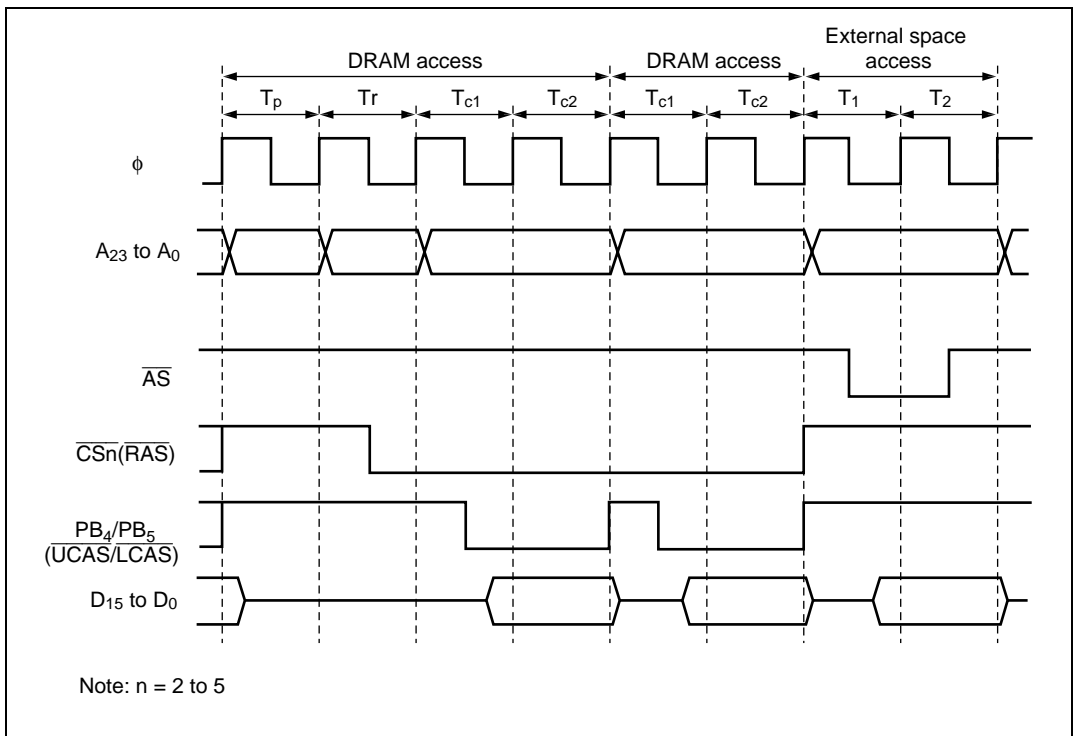 External space
DRAM access DRAM access access
Tp Tr Tc1 Tc2 Tc1 Tc2 T1 T2
ϕ
A23 to A0
AS
CSn(RAS)
PB4/PB5
(UCAS/LCAS)
D15 to D0
Note: n = 2 to 5